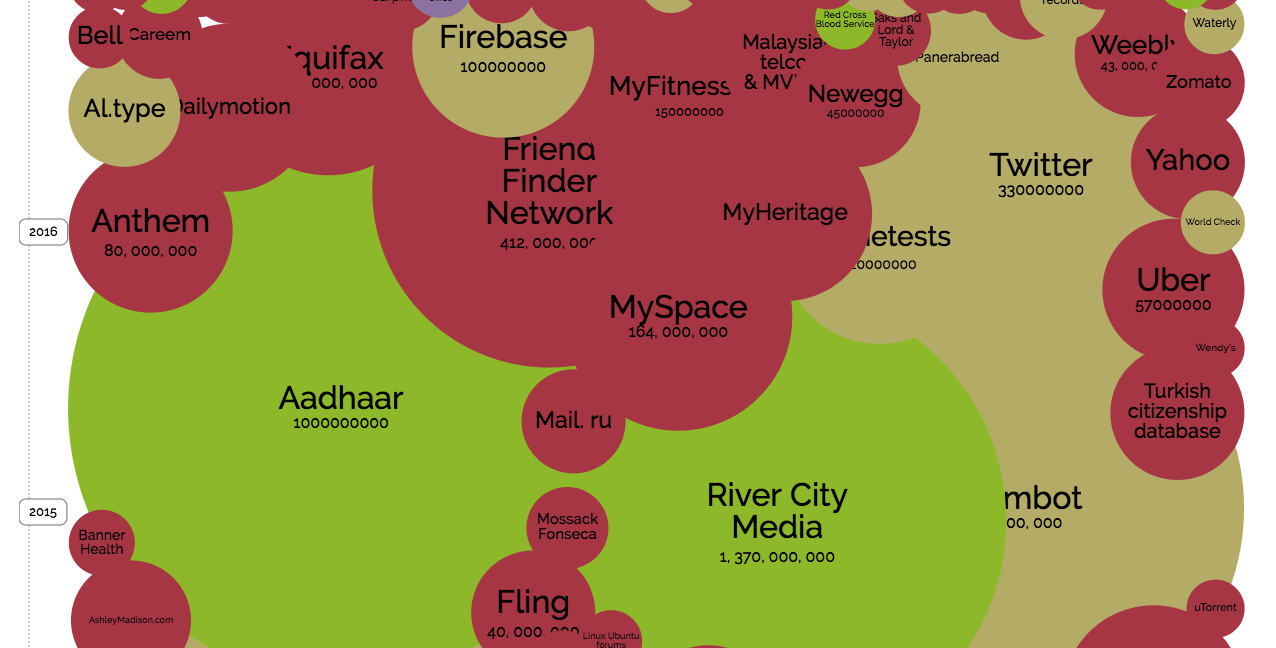 Red Cross
Blood Service
Saks and
Lord &
Taylor
Waterly
Bell
Careem
Firebase
100000000
quifax
000, 000
Malaysia
telco
& MV
Panerabread
Weebly
43, 000, 0
Zomato
Al.type
Dailymotion
MyFitness
150000000
Newegg
45000000
Friend
Finder
Network
412, 000, 000
Twitter
330000000
Yahoo
2016
Anthem
80, 000, 000
MyHeritage
metests
0000000
World Check
Uber
57000000
MySpace
164, 000, 000
Wendy's
Aadhaar
1000000000
Mail. ru
Turkish
citizenship
database
2015
River City
Media
1, 370, 000, 000
mbot
00, 000
Banner
Health
Mossack
Fonseca
AshleyMadison.com
Fling
40, 000, 000
Linux Ubuntu
forums
uTorrent